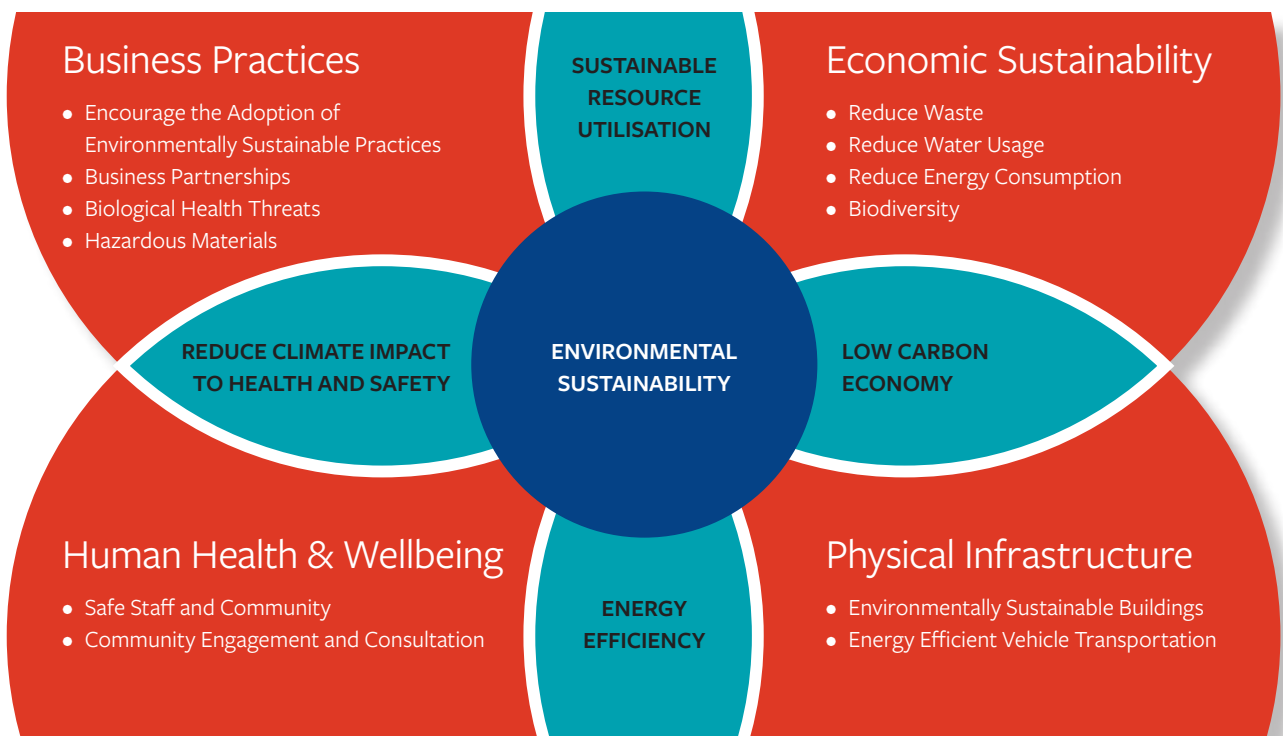 Business Practices
• Encourage the Adoption of
Environmentally Sustainable Practices
• Business Partnerships
• Biological Health Threats
• Hazardous Materials
SUSTAINABLE
RESOURCE
UTILISATION
Economic Sustainability
• Reduce Waste
• Reduce Water Usage
• Reduce Energy Consumption
• Biodiversity
REDUCE CLIMATE IMPACT
TO HEALTH AND SAFETY
ENVIRONMENTAL
SUSTAINABILITY
LOW CARBON
ECONOMY
Human Health & Wellbeing
• Safe Staff and Community
• Community Engagement and Consultation
ENERGY
EFFICIENCY
Physical Infrastructure
• Environmentally Sustainable Buildings
• Energy Efficient Vehicle Transportation